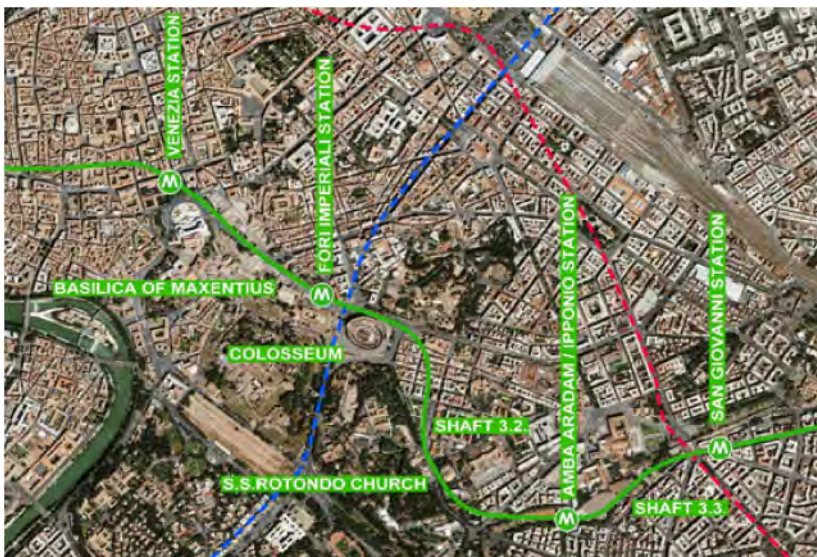 VENEZIA STATION
FORI IMPERIALI STATION
AMBA ARADAM / IPPONIO STATION
SAN GIOVANNI STATION
M
BASILICA OF MAXENTIUS
M
COLOSSEUM
SHAFT 3.2.
M
S.S.ROTONDO CHURCH
SHAFT 3.3.
M